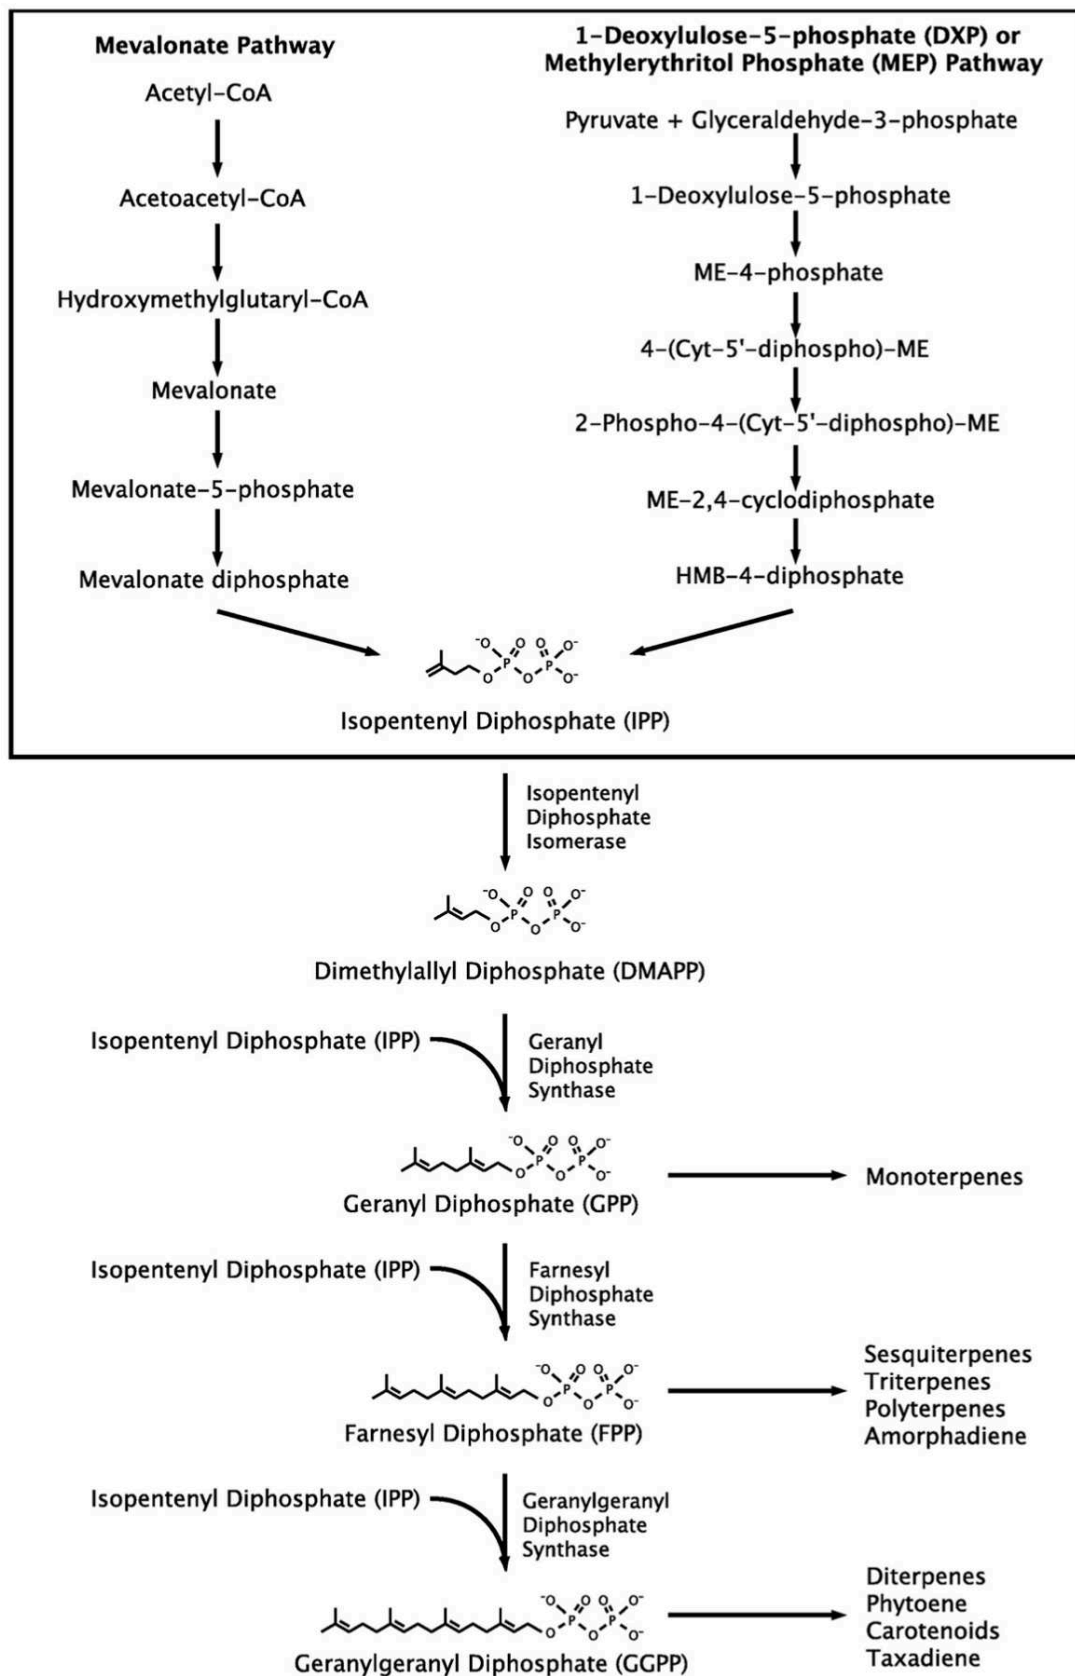 Mevalonate Pathway
Acetyl-CoA
Acetoacetyl-CoA
Hydroxymethylglutaryl-CoA
Mevalonate
Mevalonate-5-phosphate
Mevalonate diphosphate
1-Deoxylulose-5-phosphate (DXP) or
Methylerythritol Phosphate (MEP) Pathway
Pyruvate + Glyceraldehyde-3-phosphate
1-Deoxylulose-5-phosphate
ME-4-phosphate
4-(Cyt-5'-diphospho)-ME
2-Phospho-4-(Cyt-5'-diphospho)-ME
ME-2,4-cyclodiphosphate
HMB-4-diphosphate
⁻O O O O⁻
P P
O O O⁻
Isopentenyl Diphosphate (IPP)
Isopentenyl
Diphosphate
Isomerase
⁻O O O O⁻
P P
O O O⁻
Dimethylallyl Diphosphate (DMAPP)
Isopentenyl Diphosphate (IPP)
Geranyl
Diphosphate
Synthase
⁻O O O O⁻
P P
O O O⁻
Geranyl Diphosphate (GPP)
Monoterpenes
Isopentenyl Diphosphate (IPP)
Farnesyl
Diphosphate
Synthase
⁻O O O O⁻
P P
O O O⁻
Farnesyl Diphosphate (FPP)
Sesquiterpenes
Triterpenes
Polyterpenes
Amorphadiene
Isopentenyl Diphosphate (IPP)
Geranylgeranyl
Diphosphate
Synthase
⁻O O O O⁻
P P
O O O⁻
Geranylgeranyl Diphosphate (GGPP)
Diterpenes
Phytoene
Carotenoids
Taxadiene